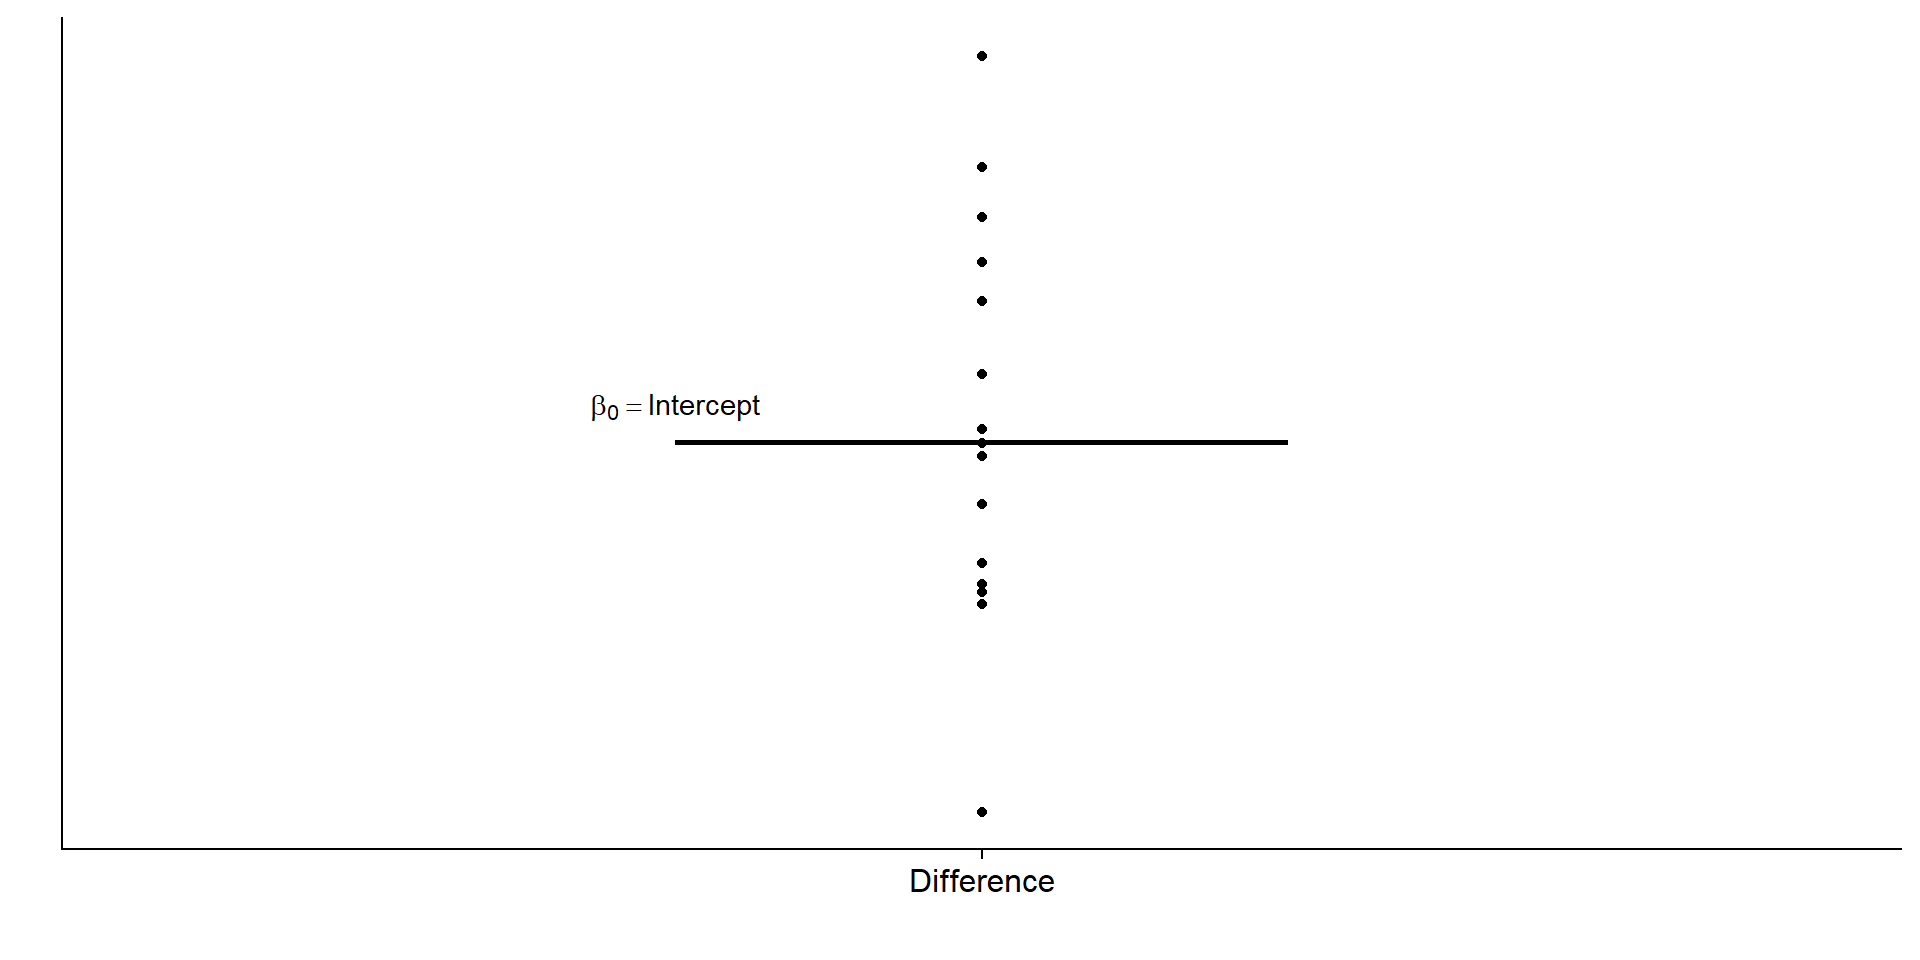 β₀ = Intercept
Difference